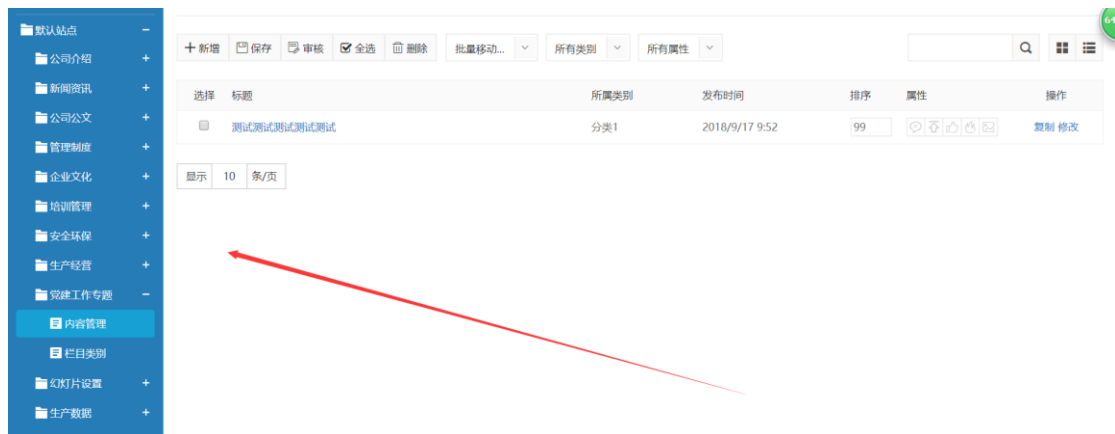 默认站点 −
公司介绍 +
新闻资讯 +
公司公文 +
管理制度 +
企业文化 +
培训管理 +
安全环保 +
生产经营 +
党建工作专题 −
内容管理
栏目类别
幻灯片设置 +
生产数据 +
新增 保存 审核 全选 删除 批量移动... 所有类别 所有属性
选择 标题 所属类别 发布时间 排序 属性 操作
测试测试测试测试测试 分类1 2018/9/17 9:52 99 复制 修改
显示 10 条/页